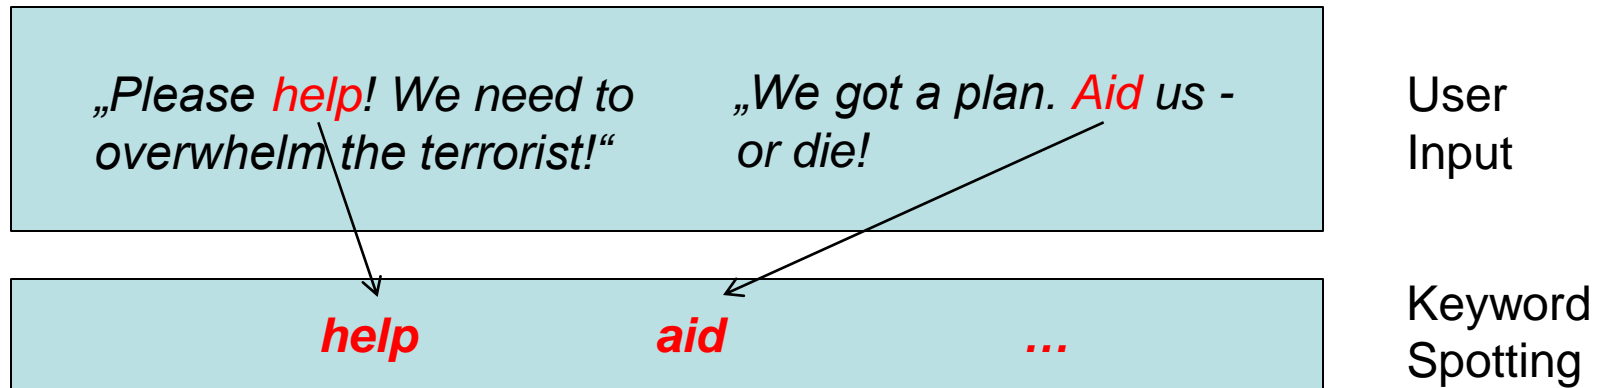 „Please help! We need to
overwhelm the terrorist!“
„We got a plan. Aid us -
or die!
User
Input
help aid ...
Keyword
Spotting